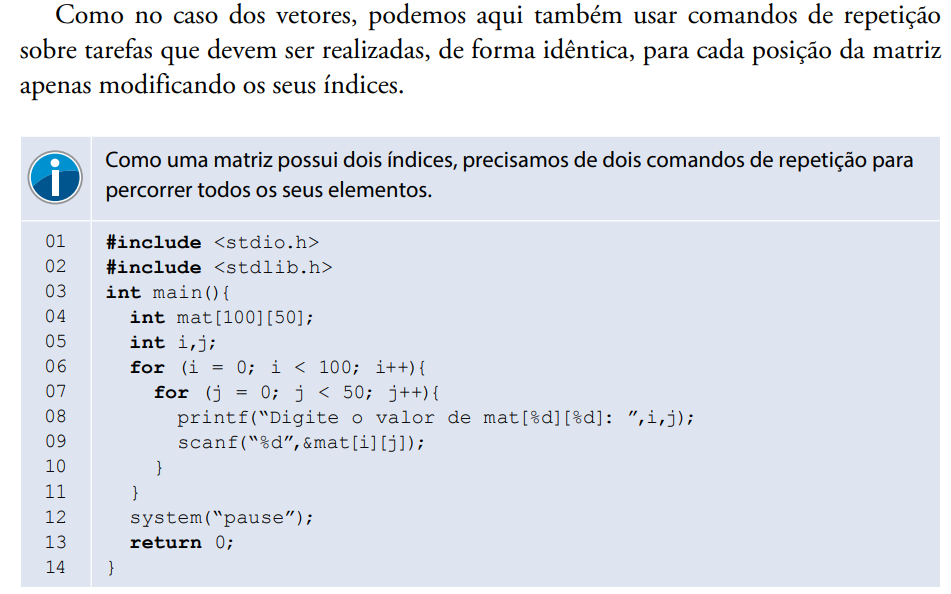 Como no caso dos vetores, podemos aqui também usar comandos de repetição
sobre tarefas que devem ser realizadas, de forma idêntica, para cada posição da matriz
apenas modificando os seus índices.
Como uma matriz possui dois índices, precisamos de dois comandos de repetição para
percorrer todos os seus elementos.
01 #include <stdio.h>
02 #include <stdlib.h>
03 int main(){
04 int mat[100][50];
05 int i,j;
06 for (i = 0; i < 100; i++){
07 for (j = 0; j < 50; j++){
08 printf(“Digite o valor de mat[%d][%d]: ”,i,j);
09 scanf(“%d”,&mat[i][j]);
10 }
11 }
12 system(“pause”);
13 return 0;
14 }